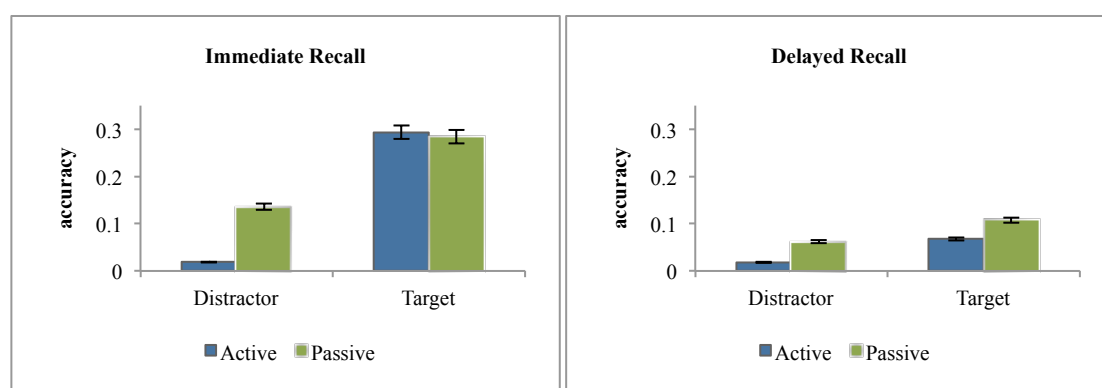 Immediate Recall
accuracy
0.3
0.2
0.1
0
Distractor Target
Active Passive
Delayed Recall
accuracy
0.3
0.2
0.1
0
Distractor Target
Active Passive